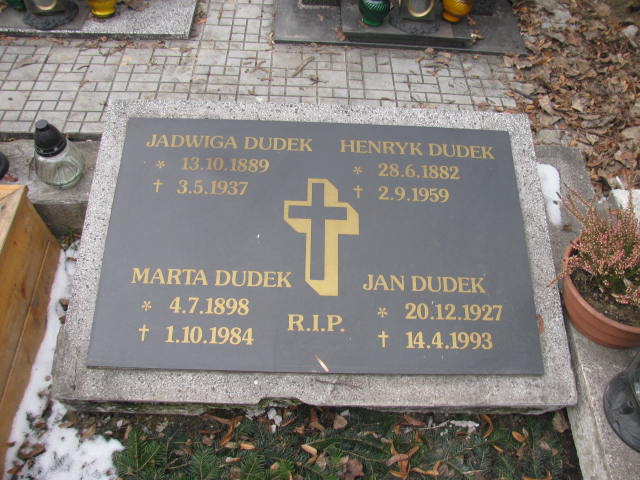 JADWIGA DUDEK
* 13.10.1889
† 3.5.1937
HENRYK DUDEK
* 28.6.1882
† 2.9.1959
MARTA DUDEK
* 4.7.1898
† 1.10.1984
R.I.P.
JAN DUDEK
* 20.12.1927
† 14.4.1993